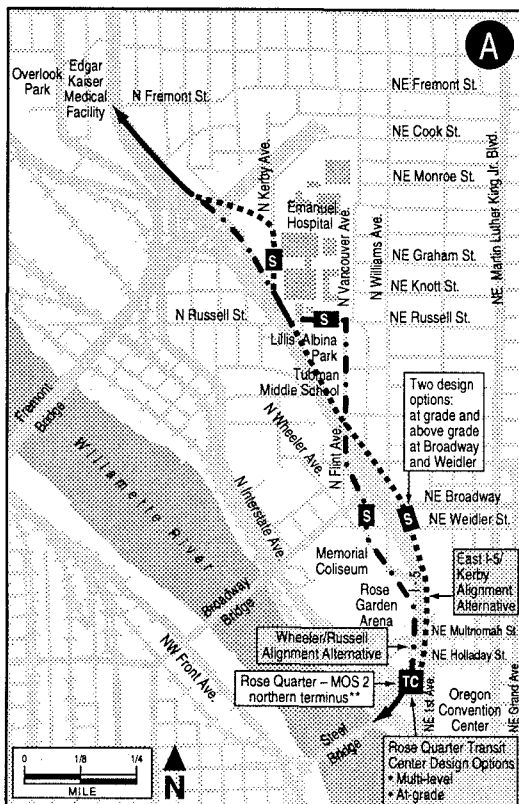 A
Overlook
Park
Edgar
Kaiser
Medical
Facility
N Fremont St.
NE Fremont St.
NE Cook St.
NE Monroe St.
N Kerby Ave.
Emanuel
Hospital
N Vancouver Ave.
N Williams Ave.
NE. Martin Luther King Jr. Blvd.
NE Graham St.
S
NE Knott St.
N Russell St.
S
NE Russell St.
Lillis Albina
Park
Tubman
Middle School
Two design
options:
at grade and
above grade
at Broadway
and Weidler
Fremont
Bridge
Willamette River
N Wheeler Ave.
N Flint Ave.
N Interstate Ave.
NE Broadway
S
S
NE Weidler St.
Memorial
Coliseum
I-5
East I-5/
Kerby
Alignment
Alternative
Broadway
Bridge
Rose
Garden
Arena
NE Multnomah St.
Wheeler/Russell
Alignment Alternative
NE Holladay St.
NW Front Ave.
Rose Quarter – MOS 2
northern terminus**
TC
NE 1st Ave.
Oregon
Convention
Center
NE Grand Ave.
Steel
Bridge
Rose Quarter Transit
Center Design Options
• Multi-level
• At-grade
0 1/8 1/4
MILE
N